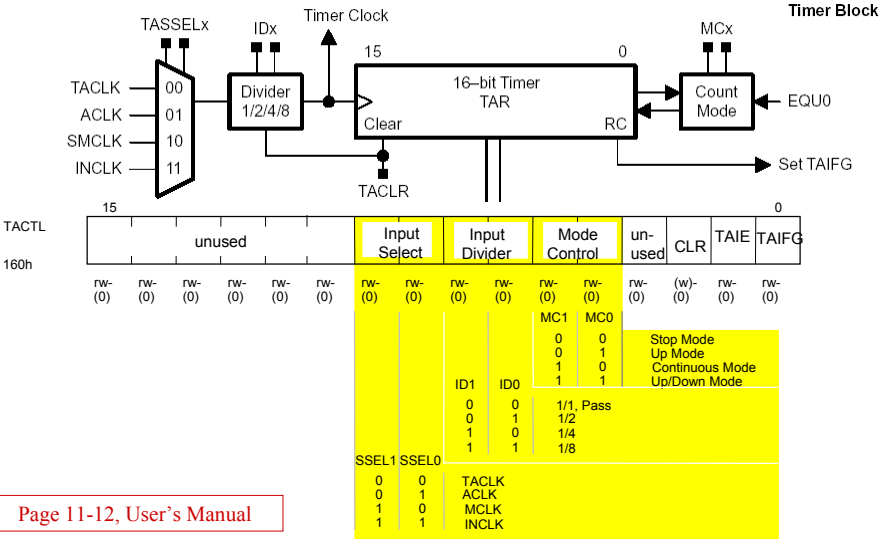 Timer Block
TASSELx
IDx
Timer Clock
MCx
15
0
TACLK
00
ACLK
01
SMCLK
10
INCLK
11
Divider
1/2/4/8
16–bit Timer
TAR
Clear
RC
Count
Mode
EQU0
Set TAIFG
TACLR
15
0
TACTL
160h
unused
Input
Select
Input
Divider
Mode
Control
un-
used
CLR
TAIE
TAIFG
rw- rw- rw- rw- rw- rw- rw- rw- rw- rw- rw- rw- rw- (w)- rw- rw-
(0) (0) (0) (0) (0) (0) (0) (0) (0) (0) (0) (0) (0) (0) (0) (0)
MC1 MC0
0 0 Stop Mode
0 1 Up Mode
1 0 Continuous Mode
1 1 Up/Down Mode
ID1 ID0
0 0 1/1, Pass
0 1 1/2
1 0 1/4
1 1 1/8
SSEL1 SSEL0
0 0 TACLK
0 1 ACLK
1 0 MCLK
1 1 INCLK
Page 11-12, User’s Manual